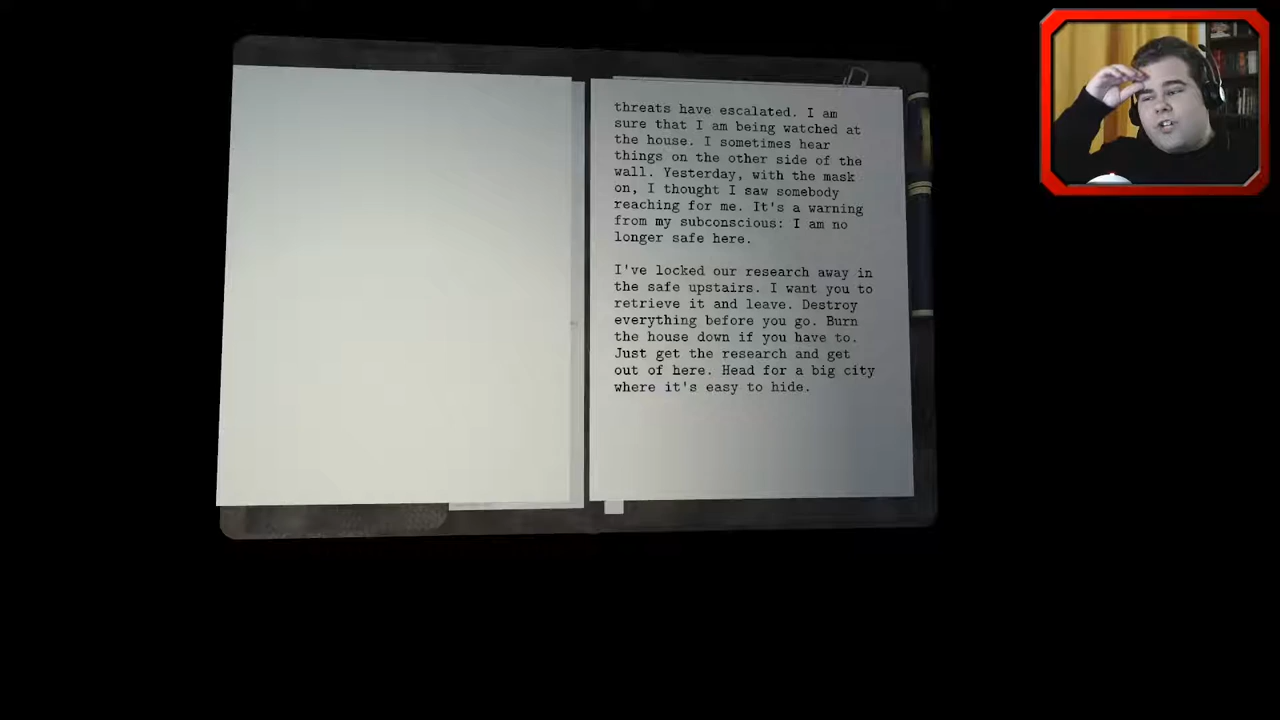 threats have escalated. I am
sure that I am being watched at
the house. I sometimes hear
things on the other side of the
wall. Yesterday, with the mask
on, I thought I saw somebody
reaching for me. It's a warning
from my subconscious: I am no
longer safe here.
I've locked our research away in
the safe upstairs. I want you to
retrieve it and leave. Destroy
everything before you go. Burn
the house down if you have to.
Just get the research and get
out of here. Head for a big city
where it's easy to hide.